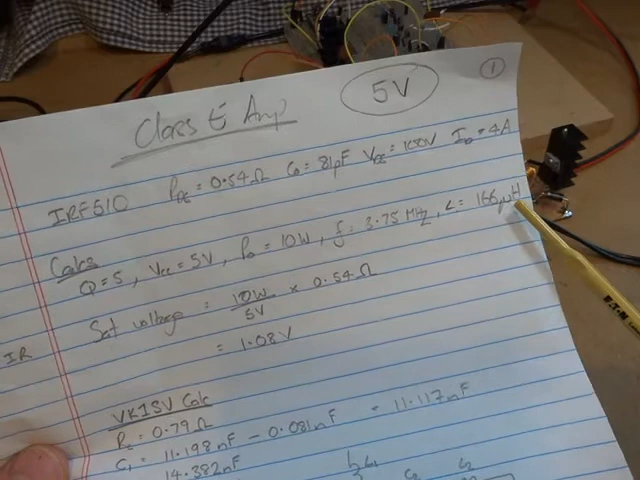 ①
5V
Class E Amp
IRF510 Rds = 0.54Ω C₀ = 81pF Vds = 100V ID = 4A
Calcs
Q = 5, Vcc = 5V, Po = 10W, f = 3.75 MHz, L = 166μH
Sat voltage = 10W/5V × 0.54Ω
= 1.08V
IR
VK1SV Calc
RL = 0.79Ω
C₁ = 11.198nF - 0.081nF = 11.117nF
14.382nF